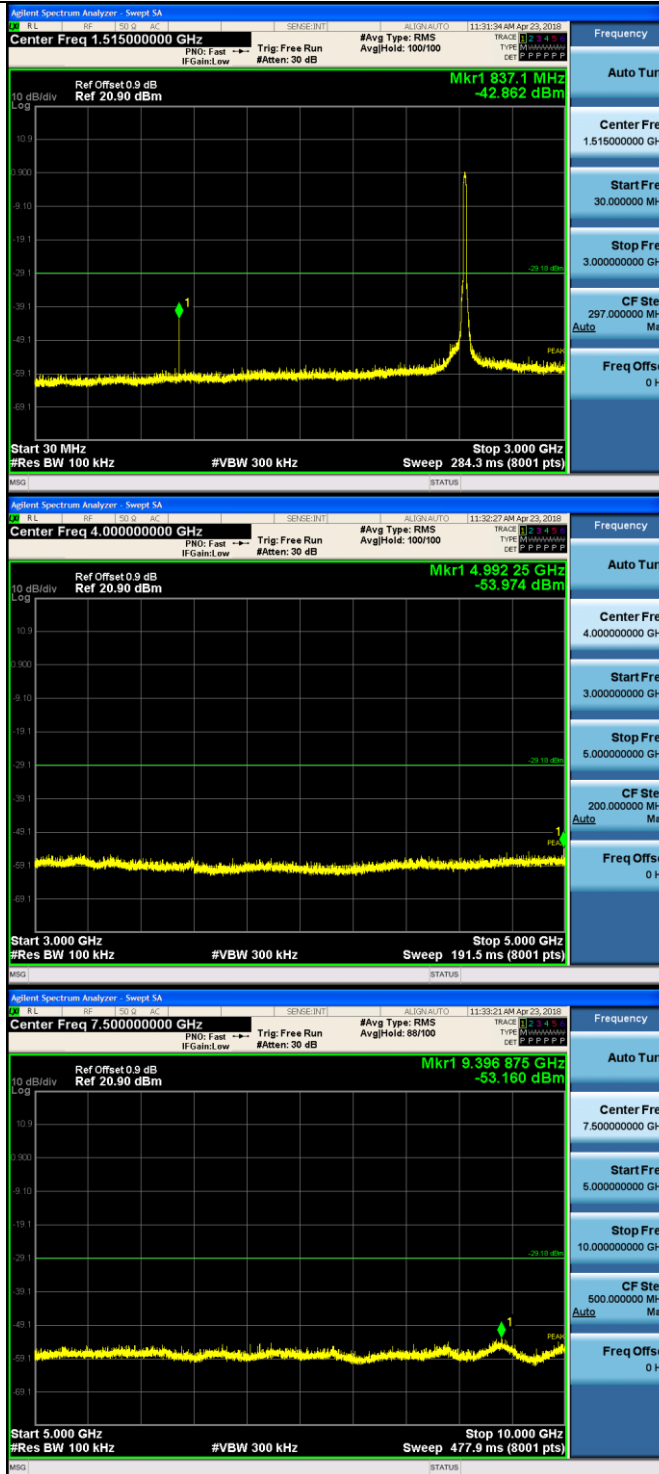 Agilent Spectrum Analyzer - Swept SA
RL RF 50 Ω AC SENSE:INT ALIGN AUTO 11:31:34 AM Apr 23, 2018
Center Freq 1.515000000 GHz
PNO: Fast Trig: Free Run #Avg Type: RMS TRACE 1 2 3 4 5 6
IFGain:Low #Atten: 30 dB Avg|Hold: 100/100 TYPE M
DET P P P P P P
Ref Offset 0.9 dB Mkr1 837.1 MHz
10 dB/div Ref 20.90 dBm -42.862 dBm
Log
10.9
0.900
-9.10
-19.1
-29.1 -29.10 dBm
-39.1 1
-49.1
PEAK
-59.1
-69.1
Start 30 MHz Stop 3.000 GHz
#Res BW 100 kHz #VBW 300 kHz Sweep 284.3 ms (8001 pts)
MSG STATUS
Frequency
Auto Tun
Center Fre
1.515000000 GH
Start Fre
30.000000 MH
Stop Fre
3.000000000 GH
CF Ste
297.000000 MH
Auto Ma
Freq Offse
0 H
Agilent Spectrum Analyzer - Swept SA
RL RF 50 Ω AC SENSE:INT ALIGN AUTO 11:32:27 AM Apr 23, 2018
Center Freq 4.000000000 GHz
PNO: Fast Trig: Free Run #Avg Type: RMS TRACE 1 2 3 4 5 6
IFGain:Low #Atten: 30 dB Avg|Hold: 100/100 TYPE M
DET P P P P P P
Ref Offset 0.9 dB Mkr1 4.992 25 GHz
10 dB/div Ref 20.90 dBm -53.974 dBm
Log
10.9
0.900
-9.10
-19.1
-29.1 -29.10 dBm
-39.1
-49.1 1
PEAK
-59.1
-69.1
Start 3.000 GHz Stop 5.000 GHz
#Res BW 100 kHz #VBW 300 kHz Sweep 191.5 ms (8001 pts)
MSG STATUS
Frequency
Auto Tun
Center Fre
4.000000000 GH
Start Fre
3.000000000 GH
Stop Fre
5.000000000 GH
CF Ste
200.000000 MH
Auto Ma
Freq Offse
0 H
Agilent Spectrum Analyzer - Swept SA
RL RF 50 Ω AC SENSE:INT ALIGN AUTO 11:33:21 AM Apr 23, 2018
Center Freq 7.500000000 GHz
PNO: Fast Trig: Free Run #Avg Type: RMS TRACE 1 2 3 4 5 6
IFGain:Low #Atten: 30 dB Avg|Hold: 88/100 TYPE M
DET P P P P P P
Ref Offset 0.9 dB Mkr1 9.396 875 GHz
10 dB/div Ref 20.90 dBm -53.160 dBm
Log
10.9
0.900
-9.10
-19.1
-29.1 -29.10 dBm
-39.1
-49.1 1
PEAK
-59.1
-69.1
Start 5.000 GHz Stop 10.000 GHz
#Res BW 100 kHz #VBW 300 kHz Sweep 477.9 ms (8001 pts)
MSG STATUS
Frequency
Auto Tun
Center Fre
7.500000000 GH
Start Fre
5.000000000 GH
Stop Fre
10.000000000 GH
CF Ste
500.000000 MH
Auto Ma
Freq Offse
0 H